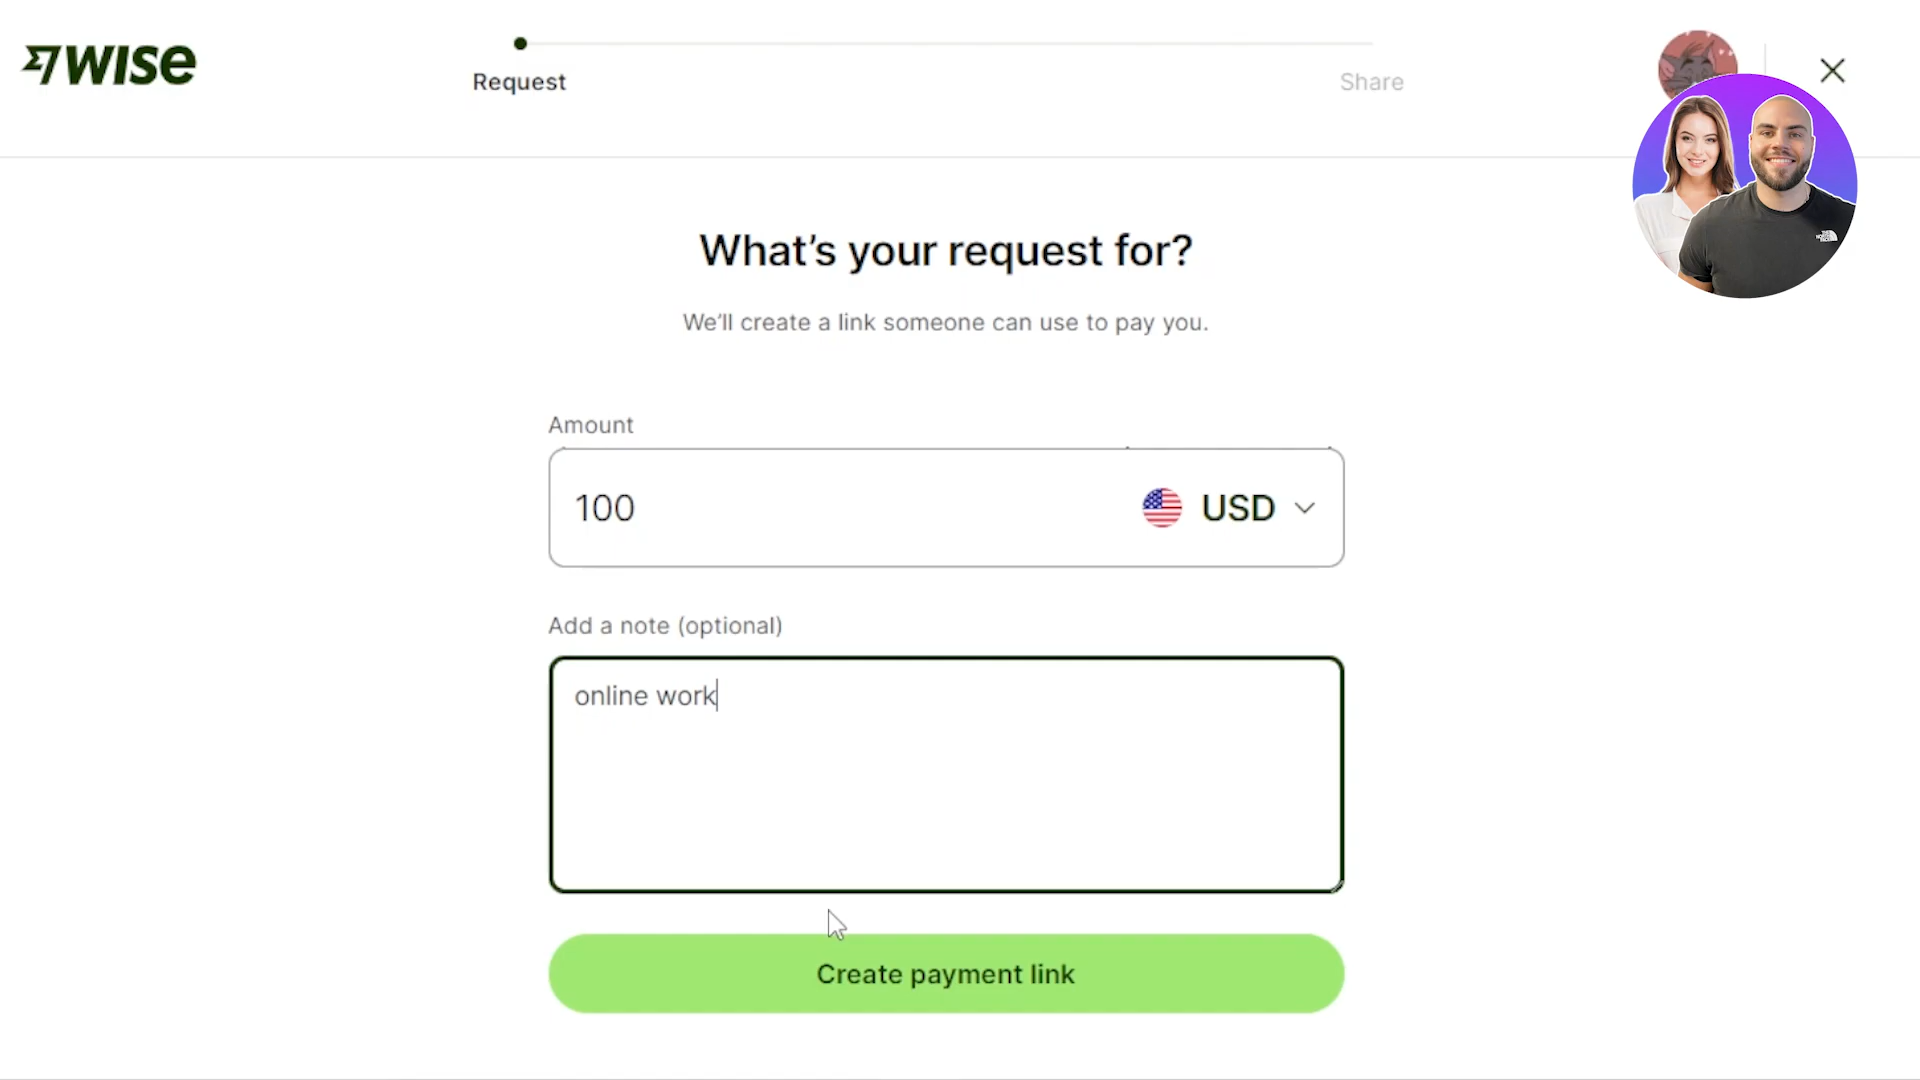 WISE
Request
Share
What's your request for?
We'll create a link someone can use to pay you.
Amount
100
USD
Add a note (optional)
online work
Create payment link